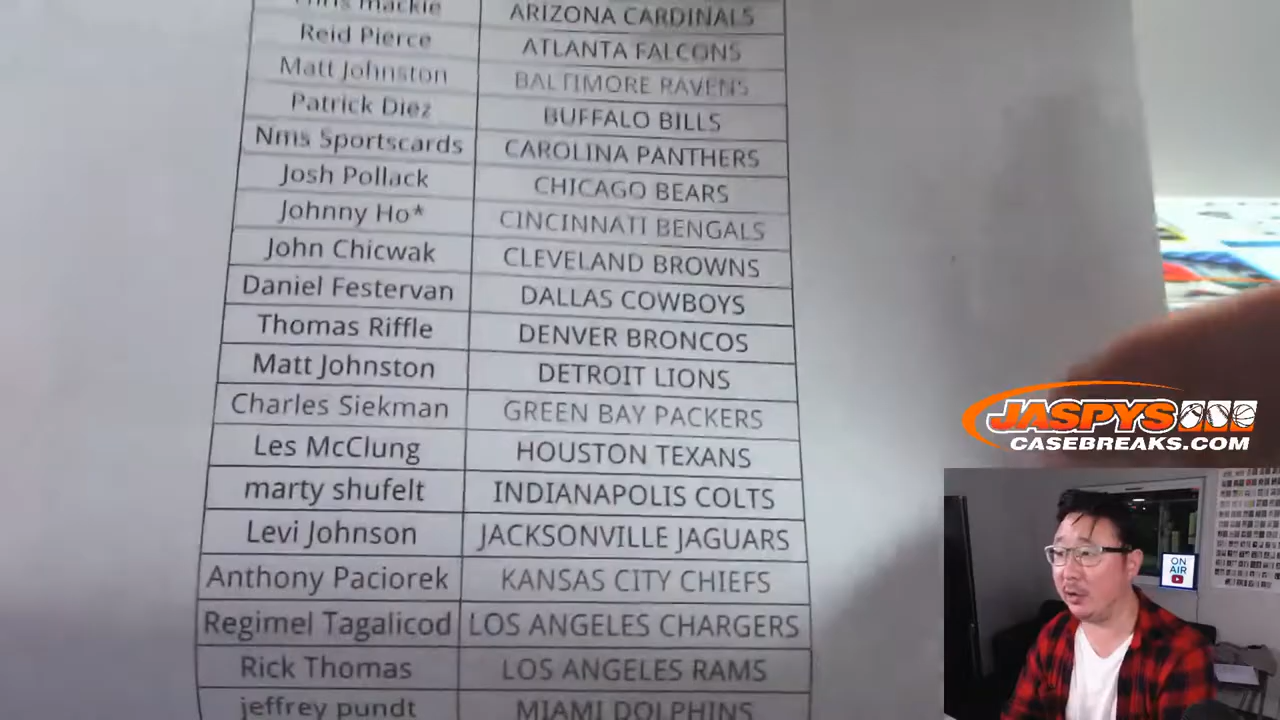 mackie ARIZONA CARDINALS
Reid Pierce ATLANTA FALCONS
Matt Johnston BALTIMORE RAVENS
Patrick Diez BUFFALO BILLS
Nms Sportscards CAROLINA PANTHERS
Josh Pollack CHICAGO BEARS
Johnny Ho* CINCINNATI BENGALS
John Chicwak CLEVELAND BROWNS
Daniel Festervan DALLAS COWBOYS
Thomas Riffle DENVER BRONCOS
Matt Johnston DETROIT LIONS
Charles Siekman GREEN BAY PACKERS
Les McClung HOUSTON TEXANS
marty shufelt INDIANAPOLIS COLTS
Levi Johnson JACKSONVILLE JAGUARS
Anthony Paciorek KANSAS CITY CHIEFS
Regimel Tagalicod LOS ANGELES CHARGERS
Rick Thomas LOS ANGELES RAMS
jeffrey pundt MIAMI DOLPHINS
JASPYS
CASEBREAKS.COM
ON
AIR